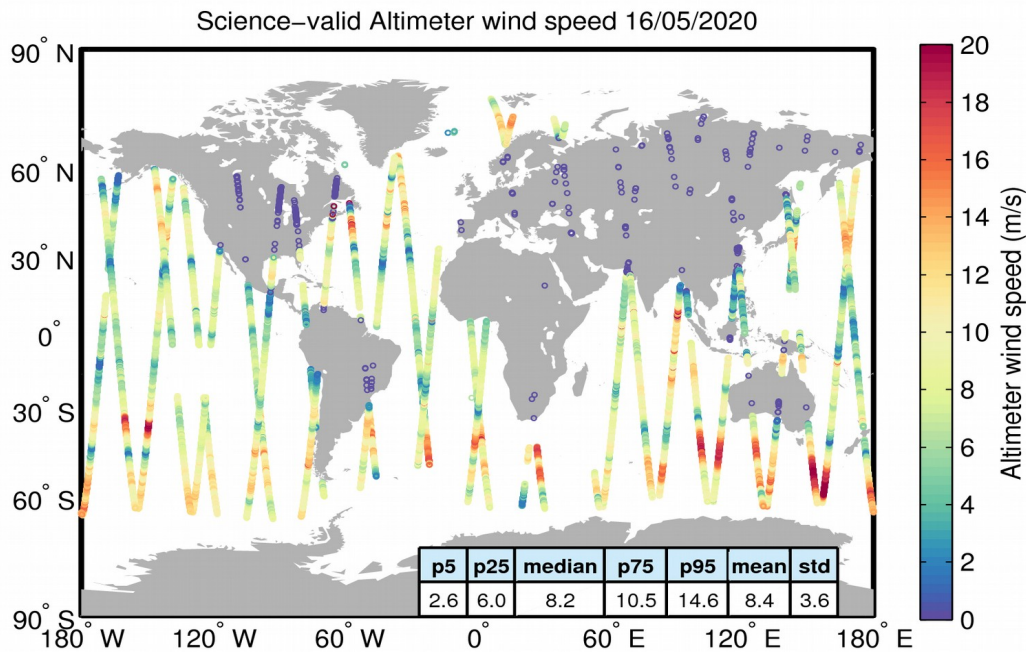 Science−valid Altimeter wind speed 16/05/2020
90° N
60° N
30° N
0°
30° S
60° S
90° S
180° W 120° W 60° W 0° 60° E 120° E 180° E
p5 p25 median p75 p95 mean std
2.6 6.0 8.2 10.5 14.6 8.4 3.6
20
18
16
14
12
10
8
6
4
2
0
Altimeter wind speed (m/s)